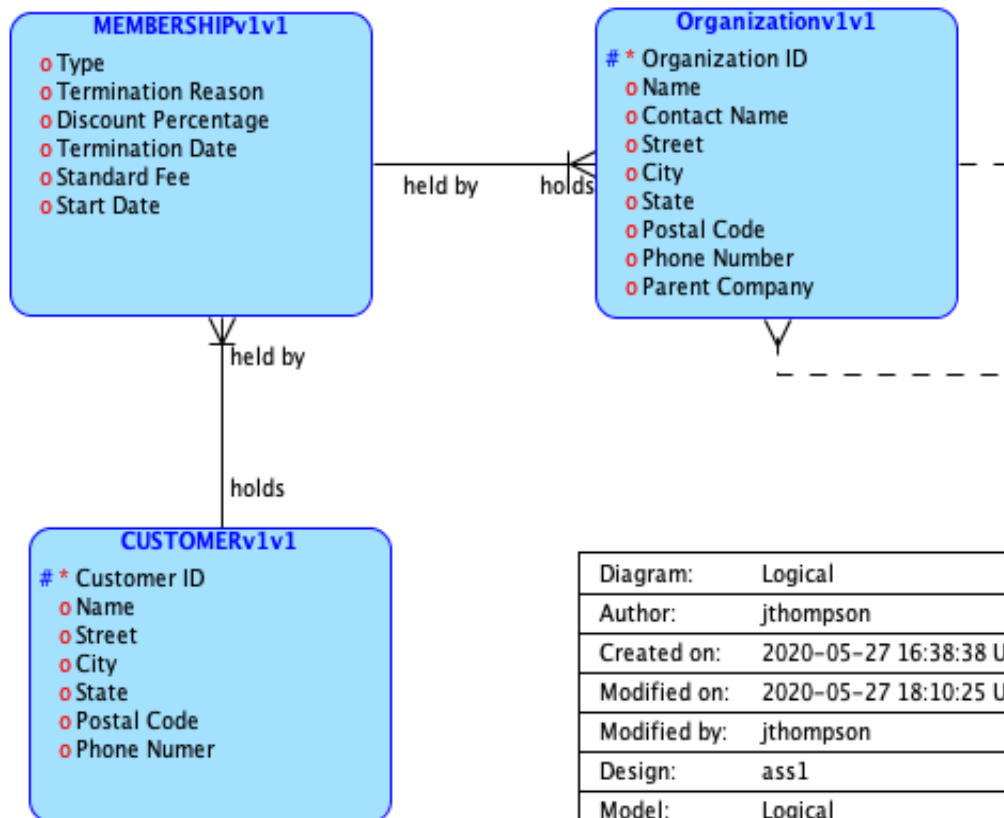 MEMBERSHIPv1v1
o Type
o Termination Reason
o Discount Percentage
o Termination Date
o Standard Fee
o Start Date
held by
holds
Organizationv1v1
# * Organization ID
o Name
o Contact Name
o Street
o City
o State
o Postal Code
o Phone Number
o Parent Company
held by
holds
CUSTOMERv1v1
# * Customer ID
o Name
o Street
o City
o State
o Postal Code
o Phone Numer
Diagram: Logical
Author: jthompson
Created on: 2020-05-27 16:38:38 U
Modified on: 2020-05-27 18:10:25 U
Modified by: jthompson
Design: ass1
Model: Logical